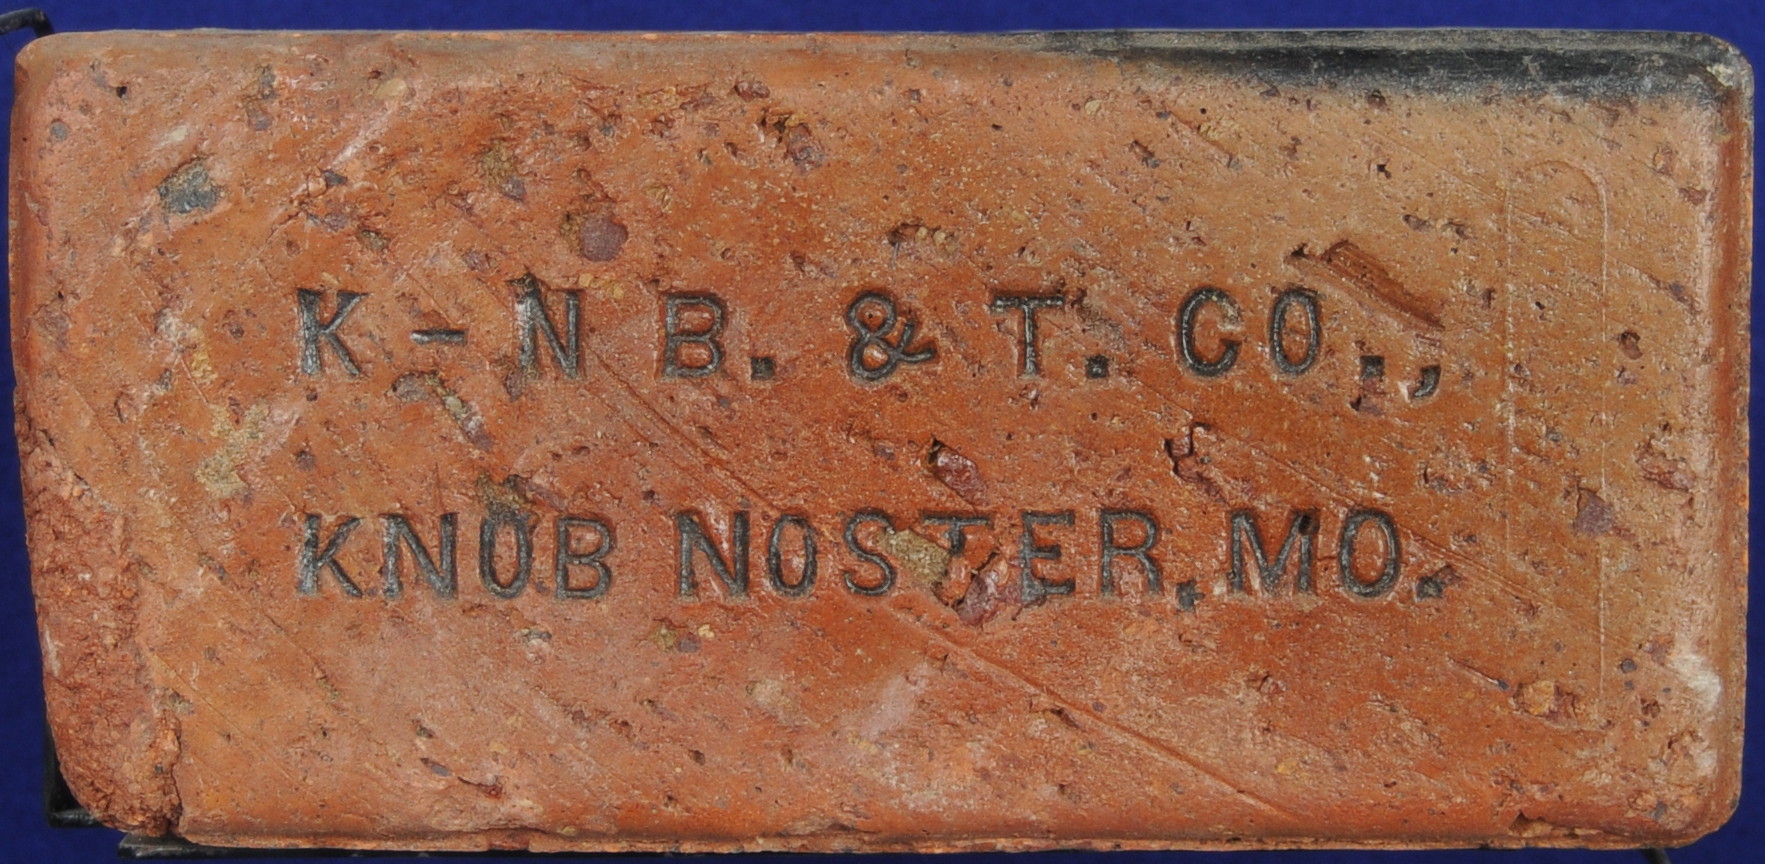 K-N B. & T. CO.,
KNOB NOSTER, MO.